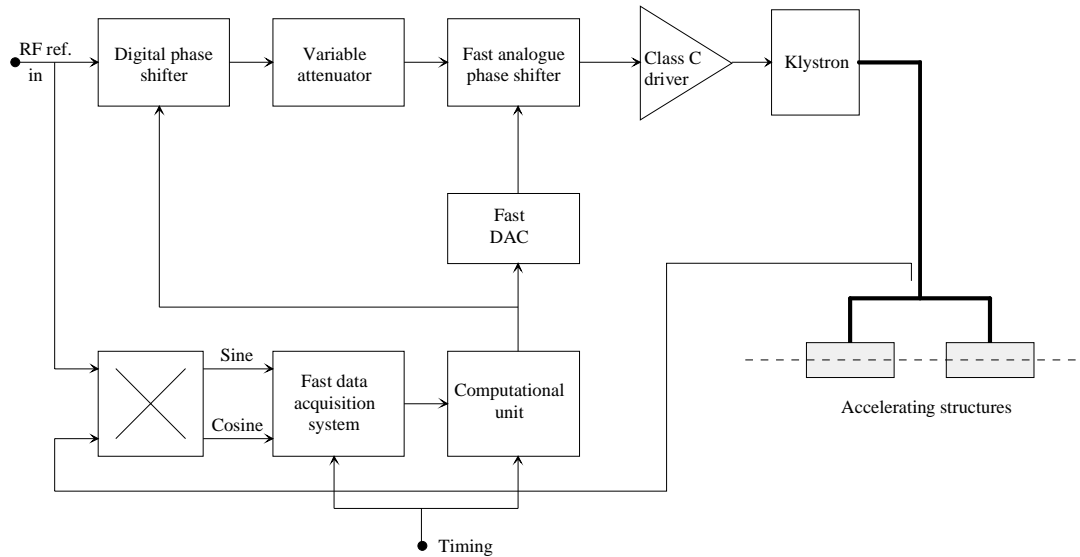 RF ref.
in
Digital phase
shifter
Variable
attenuator
Fast analogue
phase shifter
Class C
driver
Klystron
Fast
DAC
Sine
Cosine
Fast data
acquisition
system
Computational
unit
Accelerating structures
Timing